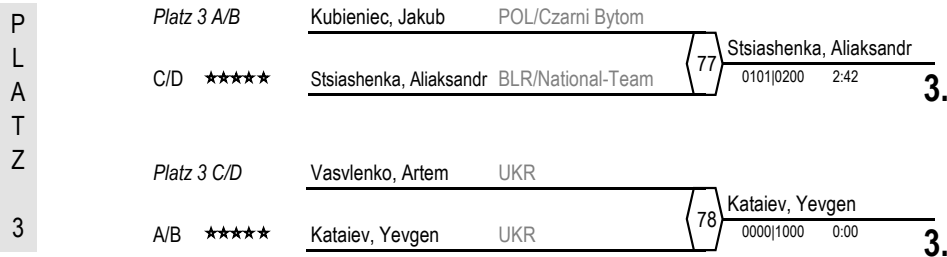 PLATZ 3
Platz 3 A/B Kubieniec, Jakub POL/Czarni Bytom
77 Stsiashenka, Aliaksandr
C/D ★★★★★ Stsiashenka, Aliaksandr BLR/National-Team
0101|0200 2:42 3.
Platz 3 C/D Vasvlenko, Artem UKR
78 Kataiev, Yevgen
A/B ★★★★★ Kataiev, Yevgen UKR
0000|1000 0:00 3.